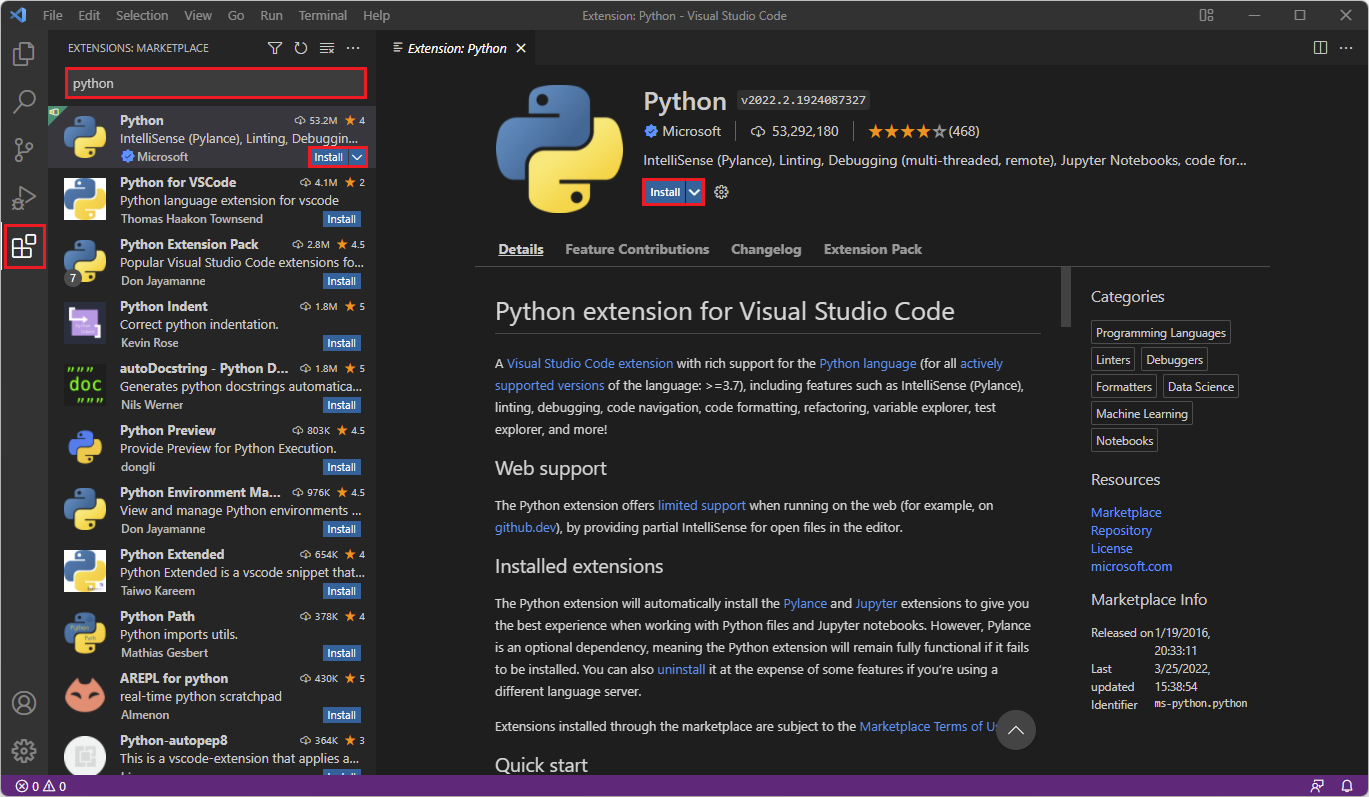 File Edit Selection View Go Run Terminal Help
Extension: Python - Visual Studio Code
EXTENSIONS: MARKETPLACE
python
Python 53.2M 4
IntelliSense (Pylance), Linting, Debuggin...
Microsoft Install
Python for VSCode 4.1M 2
Python language extension for vscode
Thomas Haakon Townsend Install
7
Python Extension Pack 2.8M 4.5
Popular Visual Studio Code extensions fo...
Don Jayamanne Install
Python Indent 1.8M 5
Correct python indentation.
Kevin Rose Install
"""
doc
"""
autoDocstring - Python D... 1.8M 5
Generates python docstrings automatica...
Nils Werner Install
Python Preview 803K 4.5
Provide Preview for Python Execution.
dongli Install
Python Environment Ma... 976K 4.5
View and manage Python environments ...
Don Jayamanne Install
Python Extended 654K 4
Python Extended is a vscode snippet that...
Taiwo Kareem Install
Python Path 378K 4
Python imports utils.
Mathias Gesbert Install
AREPL for python 430K 5
real-time python scratchpad
Almenon Install
Python-autopep8 364K 3
This is a vscode-extension that applies a...
Extension: Python
Python v2022.2.1924087327
Microsoft 53,292,180 (468)
IntelliSense (Pylance), Linting, Debugging (multi-threaded, remote), Jupyter Notebooks, code for...
Install
Details Feature Contributions Changelog Extension Pack
Python extension for Visual Studio Code
A Visual Studio Code extension with rich support for the Python language (for all actively
supported versions of the language: >=3.7), including features such as IntelliSense (Pylance),
linting, debugging, code navigation, code formatting, refactoring, variable explorer, test
explorer, and more!
Web support
The Python extension offers limited support when running on the web (for example, on
github.dev), by providing partial IntelliSense for open files in the editor.
Installed extensions
The Python extension will automatically install the Pylance and Jupyter extensions to give you
the best experience when working with Python files and Jupyter notebooks. However, Pylance
is an optional dependency, meaning the Python extension will remain fully functional if it fails
to be installed. You can also uninstall it at the expense of some features if you're using a
different language server.
Extensions installed through the marketplace are subject to the Marketplace Terms of
Quick start
Categories
Programming Languages
Linters Debuggers
Formatters Data Science
Machine Learning
Notebooks
Resources
Marketplace
Repository
License
microsoft.com
Marketplace Info
Released on 1/19/2016,
20:33:11
Last 3/25/2022,
updated 15:38:54
Identifier ms-python.python
0 0